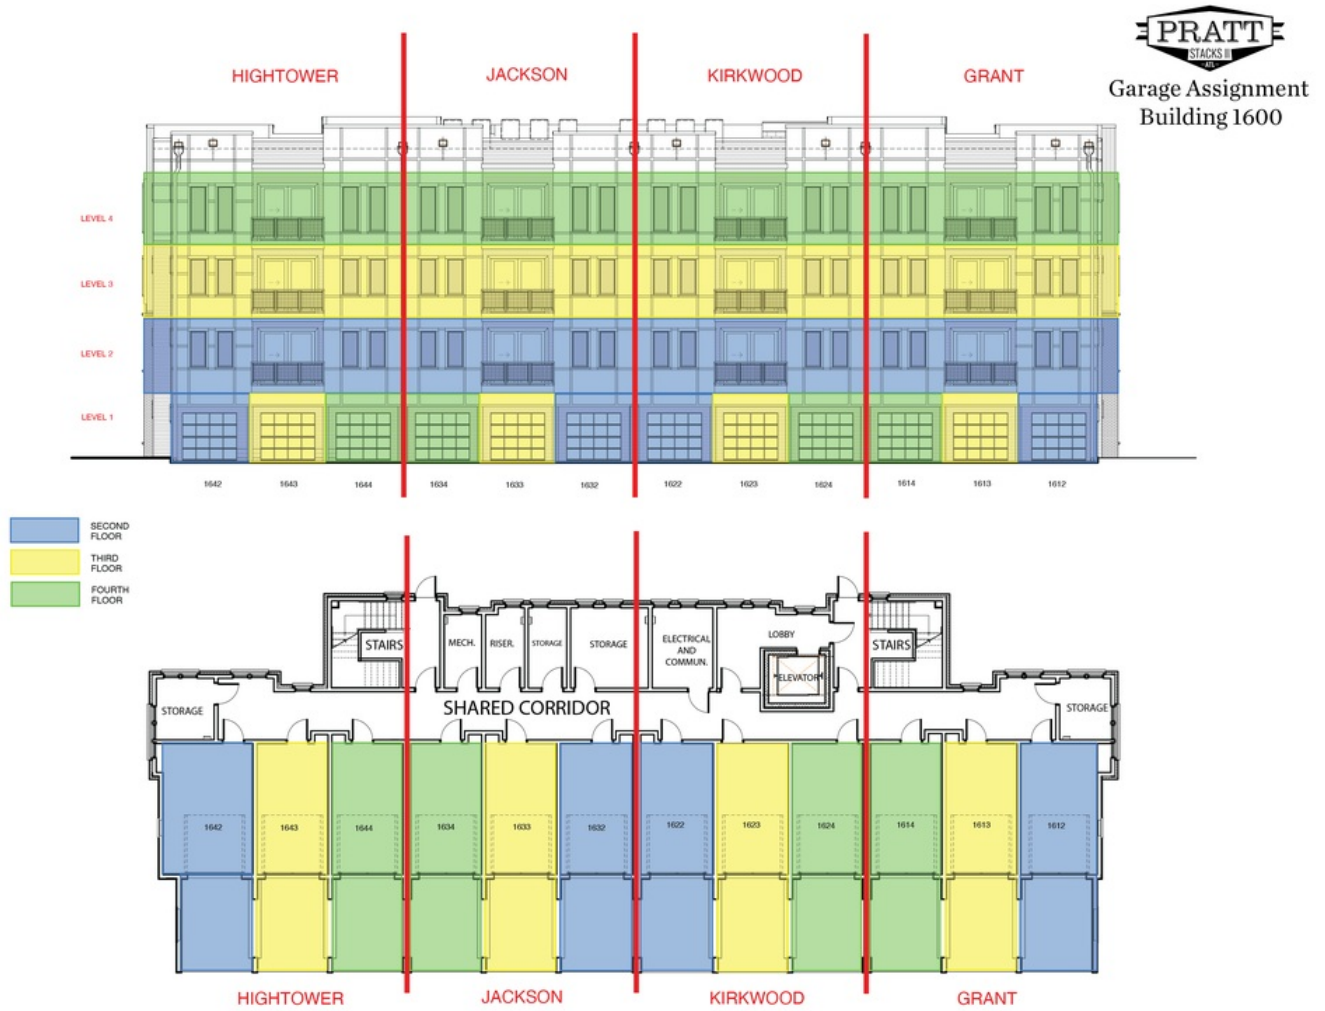 PRATT
STACKS II
-ATL-
Garage Assignment
Building 1600
HIGHTOWER
JACKSON
KIRKWOOD
GRANT
LEVEL 4
LEVEL 3
LEVEL 2
LEVEL 1
1642
1643
1644
1634
1633
1632
1622
1623
1624
1614
1613
1612
SECOND
FLOOR
THIRD
FLOOR
FOURTH
FLOOR
STAIRS
MECH.
RISER.
STORAGE
STORAGE
ELECTRICAL
AND
COMMUN.
LOBBY
ELEVATOR
STAIRS
STORAGE
SHARED CORRIDOR
STORAGE
1642
1643
1644
1634
1633
1632
1622
1623
1624
1614
1613
1612
HIGHTOWER
JACKSON
KIRKWOOD
GRANT